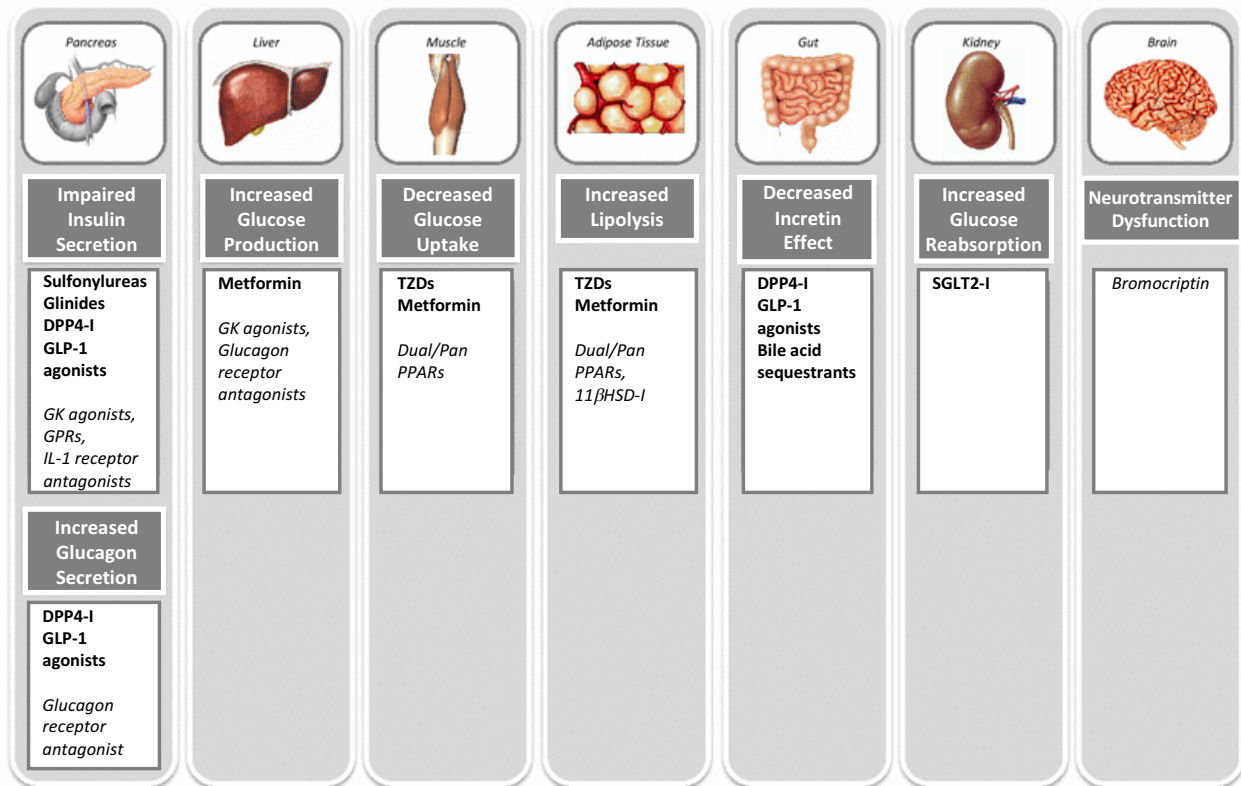 Pancreas
Impaired
Insulin
Secretion
Sulfonylureas
Glinides
DPP4-I
GLP-1
agonists
GK agonists,
GPRs,
IL-1 receptor
antagonists
Increased
Glucagon
Secretion
DPP4-I
GLP-1
agonists
Glucagon
receptor
antagonist
Liver
Increased
Glucose
Production
Metformin
GK agonists,
Glucagon
receptor
antagonists
Muscle
Decreased
Glucose
Uptake
TZDs
Metformin
Dual/Pan
PPARs
Adipose Tissue
Increased
Lipolysis
TZDs
Metformin
Dual/Pan
PPARs,
11βHSD-I
Gut
Decreased
Incretin
Effect
DPP4-I
GLP-1
agonists
Bile acid
sequestrants
Kidney
Increased
Glucose
Reabsorption
SGLT2-I
Brain
Neurotransmitter
Dysfunction
Bromocriptin